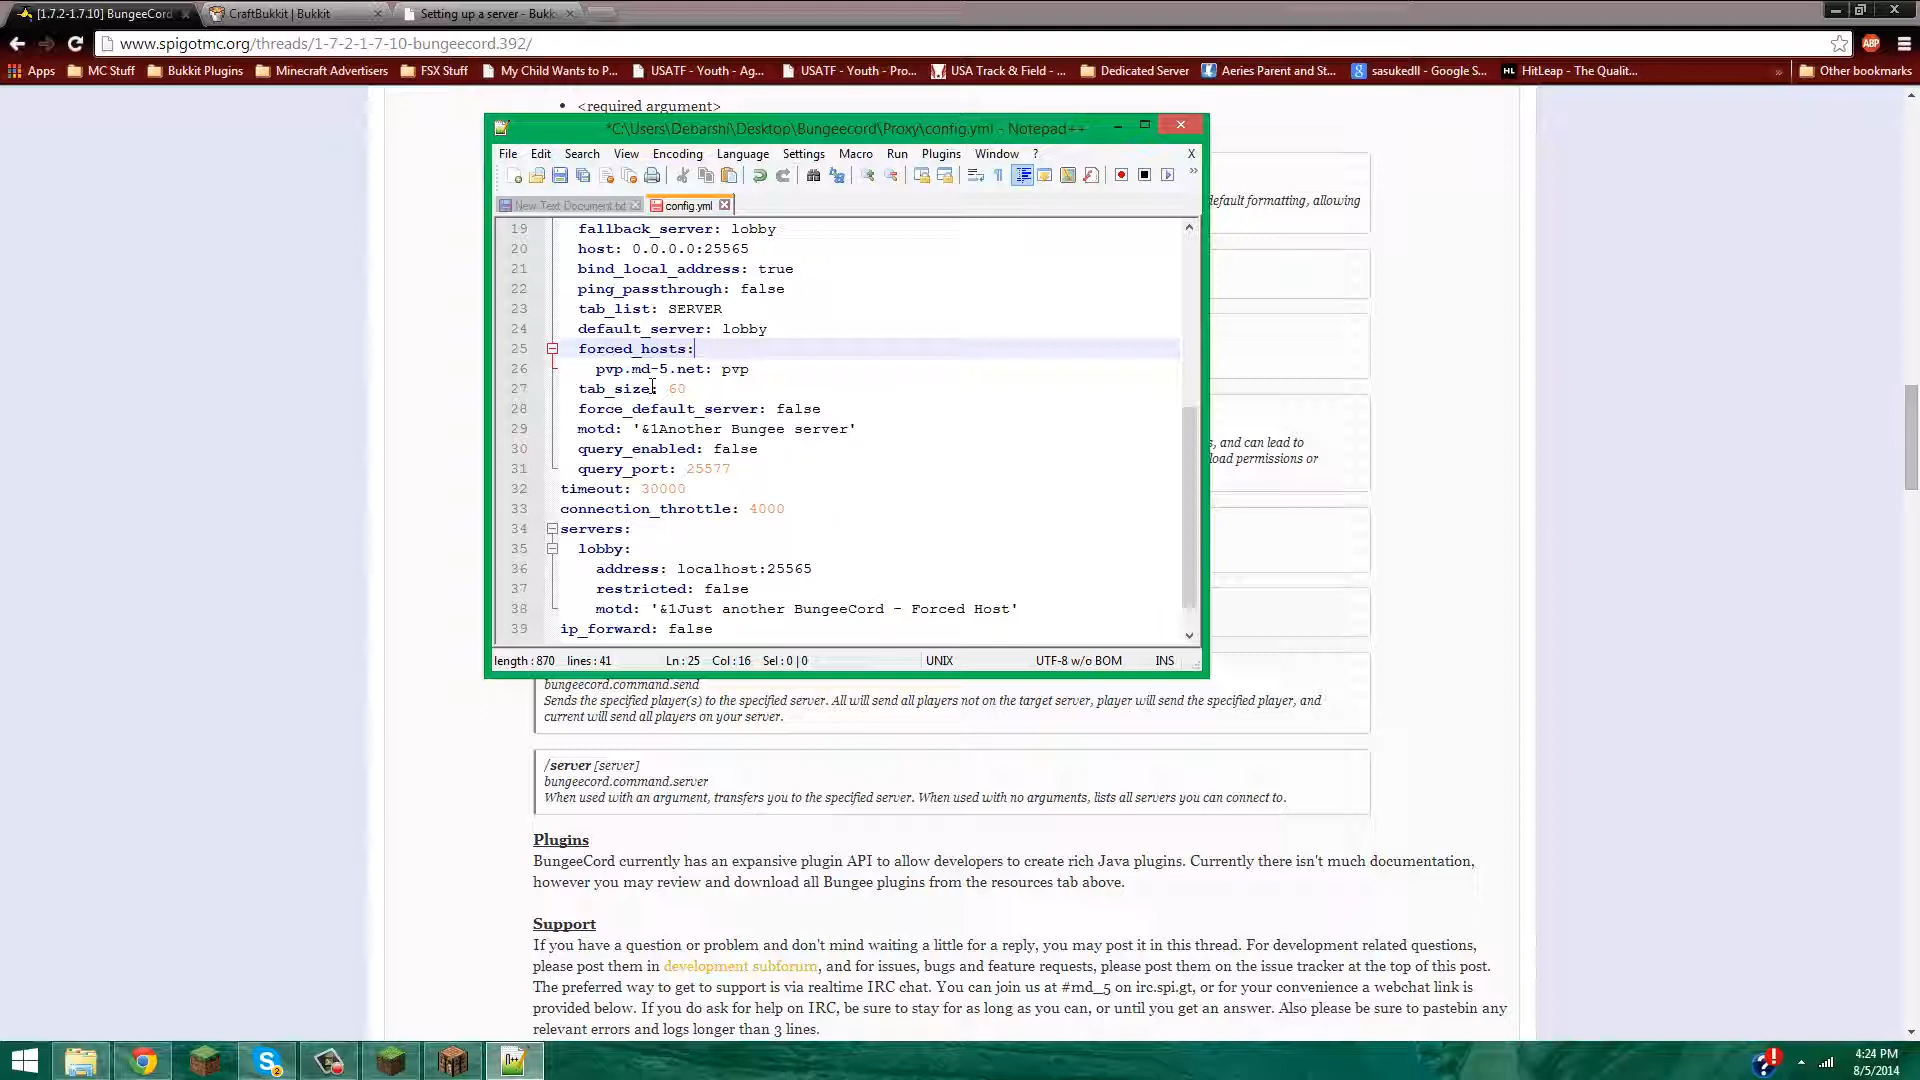 [1.7.2-1.7.10] BungeeCord
CraftBukkit | Bukkit
Setting up a server - Bukk
www.spigotmc.org/threads/1-7-2-1-7-10-bungeecord.392/
ABP
Apps MC Stuff Bukkit Plugins Minecraft Advertisers FSX Stuff My Child Wants to P... USATF - Youth - Ag... USATF - Youth - Pro... USA Track & Field - ... Dedicated Server Aeries Parent and St... sasukedll - Google S... HL HitLeap - The Qualit... » Other bookmarks
• <required argument>
*C:\Users\Debarshi\Desktop\Bungeecord\Proxy\config.yml - Notepad++
File Edit Search View Encoding Language Settings Macro Run Plugins Window ? X
New Text Document.txt config.yml
default formatting, allowing
19 fallback_server: lobby
20 host: 0.0.0.0:25565
21 bind_local_address: true
22 ping_passthrough: false
23 tab_list: SERVER
24 default_server: lobby
25 forced_hosts:
26 pvp.md-5.net: pvp
27 tab_size: 60
28 force_default_server: false
29 motd: '&1Another Bungee server'
30 query_enabled: false
31 query_port: 25577
32 timeout: 30000
33 connection_throttle: 4000
34 servers:
35 lobby:
36 address: localhost:25565
37 restricted: false
38 motd: '&1Just another BungeeCord - Forced Host'
39 ip_forward: false
s, and can lead to
load permissions or
length : 870 lines : 41 Ln : 25 Col : 16 Sel : 0 | 0 UNIX UTF-8 w/o BOM INS
bungeecord.command.send
Sends the specified player(s) to the specified server. All will send all players not on the target server, player will send the specified player, and
current will send all players on your server.
/server [server]
bungeecord.command.server
When used with an argument, transfers you to the specified server. When used with no arguments, lists all servers you can connect to.
Plugins
BungeeCord currently has an expansive plugin API to allow developers to create rich Java plugins. Currently there isn't much documentation,
however you may review and download all Bungee plugins from the resources tab above.
Support
If you have a question or problem and don't mind waiting a little for a reply, you may post it in this thread. For development related questions,
please post them in development subforum, and for issues, bugs and feature requests, please post them on the issue tracker at the top of this post.
The preferred way to get to support is via realtime IRC chat. You can join us at #md_5 on irc.spi.gt, or for your convenience a webchat link is
provided below. If you do ask for help on IRC, be sure to stay for as long as you can, or until you get an answer. Also please be sure to pastebin any
relevant errors and logs longer than 3 lines.
4:24 PM
8/5/2014